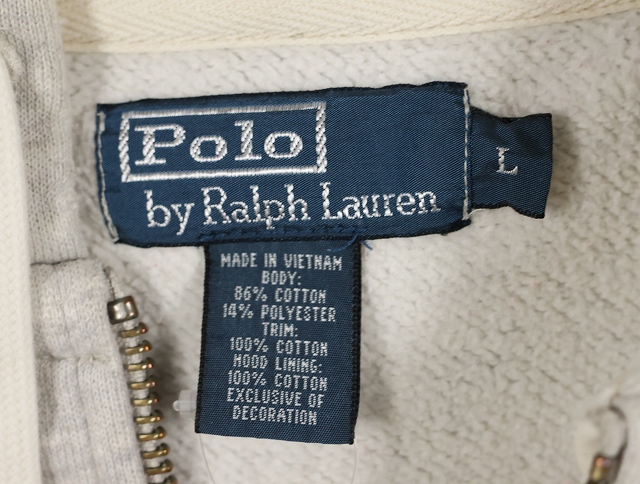 Polo
by Ralph Lauren
L
MADE IN VIETNAM
BODY:
86% COTTON
14% POLYESTER
TRIM:
100% COTTON
HOOD LINING:
100% COTTON
EXCLUSIVE OF
DECORATION